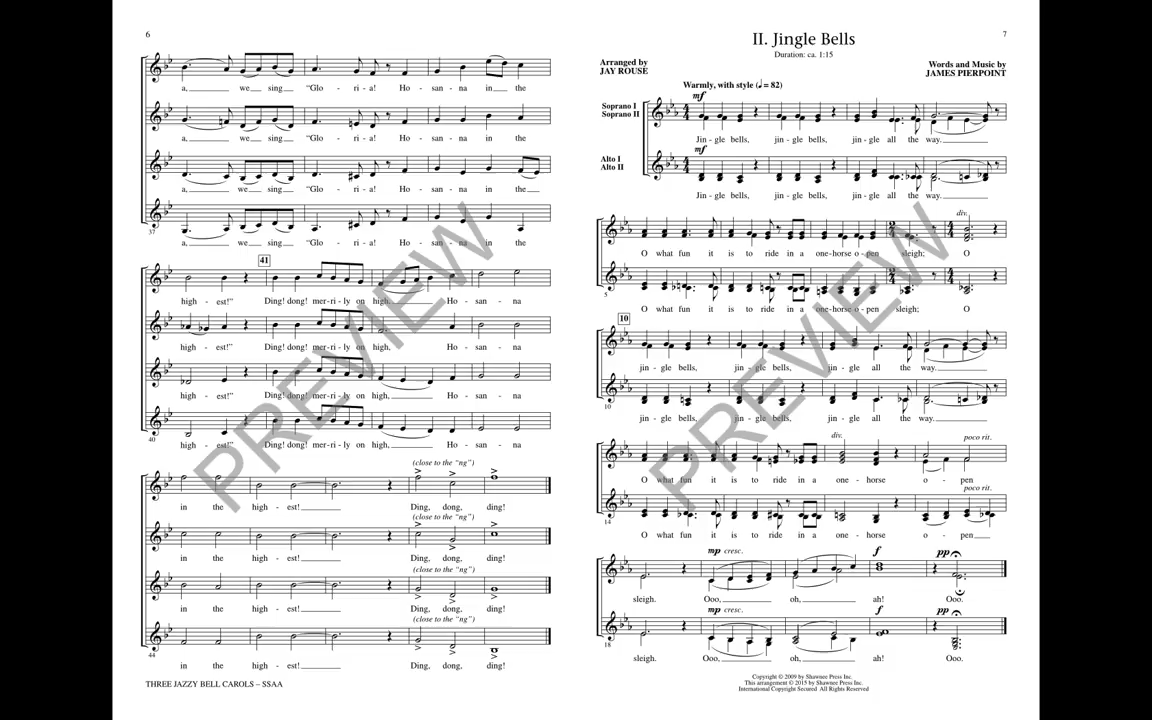 6
a, we sing "Glo - ri - a! Ho - san - na in the
a, we sing "Glo - ri - a! Ho - san - na in the
a, we sing "Glo - ri - a! Ho - san - na in the
37
a, we sing "Glo - ri - a! Ho - san - na in the
41
high - est!" Ding! dong! mer - ri - ly on high, Ho - san - na
high - est!" Ding! dong! mer - ri - ly on high, Ho - san - na
high - est!" Ding! dong! mer - ri - ly on high, Ho - san - na
40
high - est!" Ding! dong! mer - ri - ly on high, Ho - san - na
(close to the "ng")
in the high - est! Ding, dong, ding!
(close to the "ng")
in the high - est! Ding, dong, ding!
(close to the "ng")
in the high - est! Ding, dong, ding!
(close to the "ng")
44
in the high - est! Ding, dong, ding!
THREE JAZZY BELL CAROLS – SSAA
PREVIEW
7
II. Jingle Bells
Duration: ca. 1:15
Arranged by
JAY ROUSE
Words and Music by
JAMES PIERPOINT
Warmly, with style (♩ = 82)
mf
Soprano I
Soprano II
Jin - gle bells, jin - gle bells, jin - gle all the way.
mf
Alto I
Alto II
Jin - gle bells, jin - gle bells, jin - gle all the way.
div.
O what fun it is to ride in a one-horse o - pen sleigh; O
5
O what fun it is to ride in a one-horse o - pen sleigh; O
10
jin - gle bells, jin - gle bells, jin - gle all the way.
10
jin - gle bells, jin - gle bells, jin - gle all the way.
div. poco rit.
O what fun it is to ride in a one - horse o - pen
poco rit.
14
O what fun it is to ride in a one - horse o - pen
mp cresc. f pp
sleigh. Ooo, oh, ah! Ooo.
mp cresc. f pp
18
sleigh. Ooo, oh, ah! Ooo.
PREVIEW
Copyright © 2009 by Shawnee Press Inc.
This arrangement © 2015 by Shawnee Press Inc.
International Copyright Secured All Rights Reserved